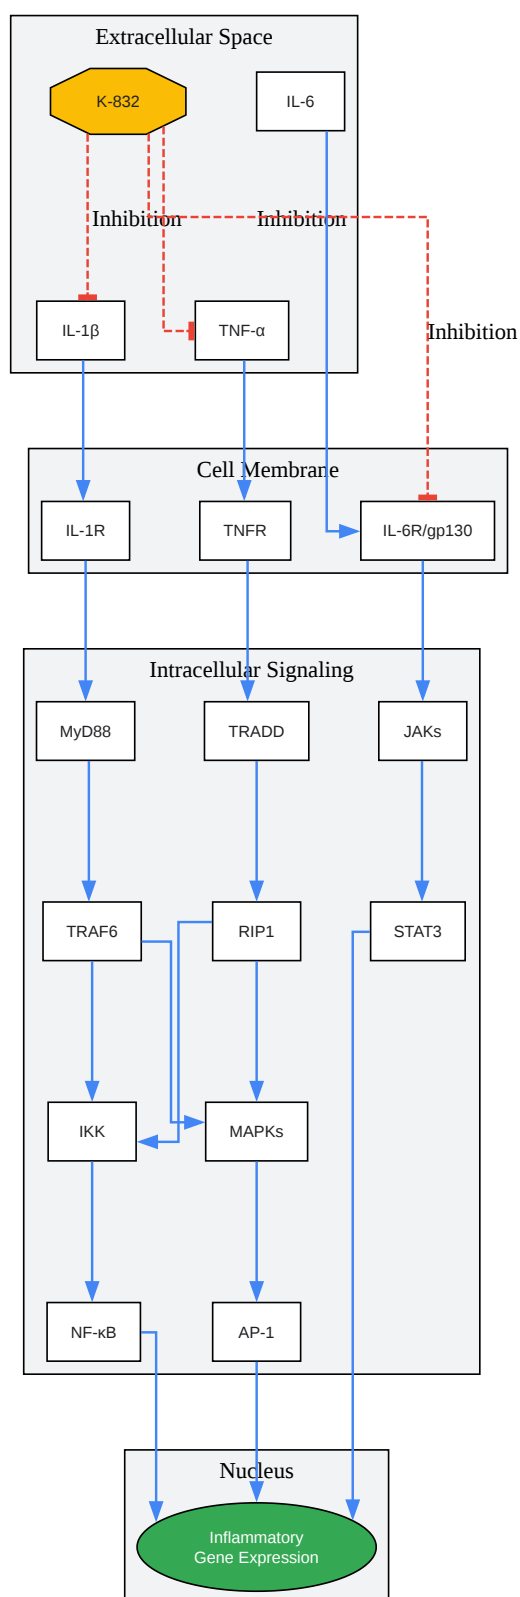 Extracellular Space
K-832
IL-6
Inhibition
Inhibition
IL-1β
TNF-α
Inhibition
Cell Membrane
IL-1R
TNFR
IL-6R/gp130
Intracellular Signaling
MyD88
TRADD
JAKs
TRAF6
RIP1
STAT3
IKK
MAPKs
NF-κB
AP-1
Nucleus
Inflammatory
Gene Expression